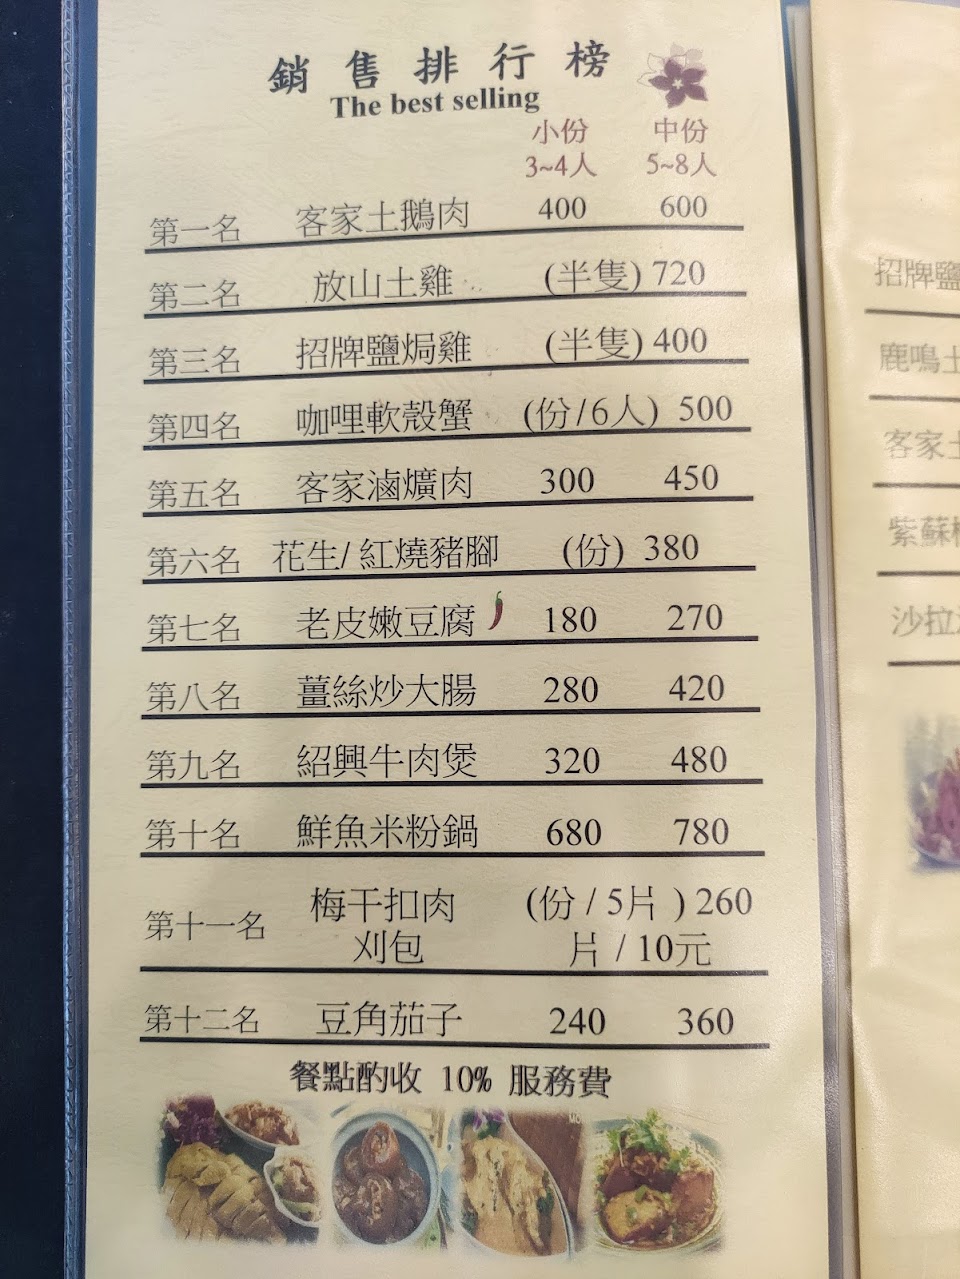 銷售排行榜
The best selling
小份 中份
3~4人 5~8人
第一名 客家土鵝肉 400 600
第二名 放山土雞 (半隻) 720
第三名 招牌鹽焗雞 (半隻) 400
第四名 咖哩軟殼蟹 (份/6人) 500
第五名 客家滷爌肉 300 450
第六名 花生/紅燒豬腳 (份) 380
第七名 老皮嫩豆腐 180 270
第八名 薑絲炒大腸 280 420
第九名 紹興牛肉煲 320 480
第十名 鮮魚米粉鍋 680 780
第十一名 梅干扣肉 (份 / 5片 ) 260
刈包 片 / 10元
第十二名 豆角茄子 240 360
餐點酌收 10% 服務費
招牌鹽
鹿鳴土
客家土
紫蘇
沙拉